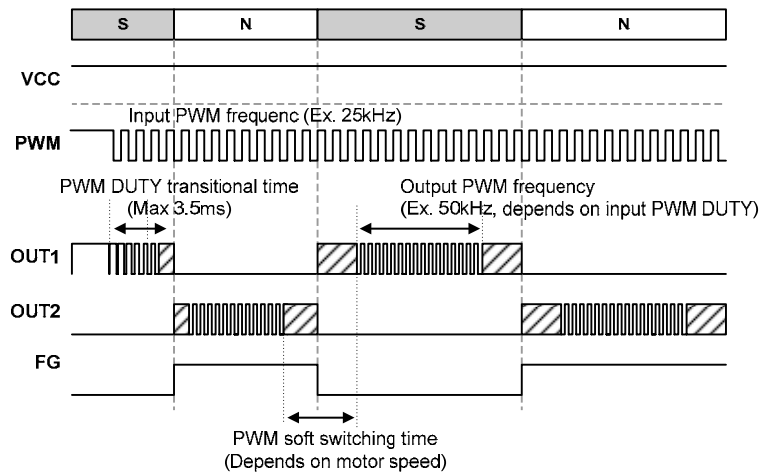 S N S N
VCC
Input PWM frequenc (Ex. 25kHz)
PWM
PWM DUTY transitional time
(Max 3.5ms)
Output PWM frequency
(Ex. 50kHz, depends on input PWM DUTY)
OUT1
OUT2
FG
PWM soft switching time
(Depends on motor speed)